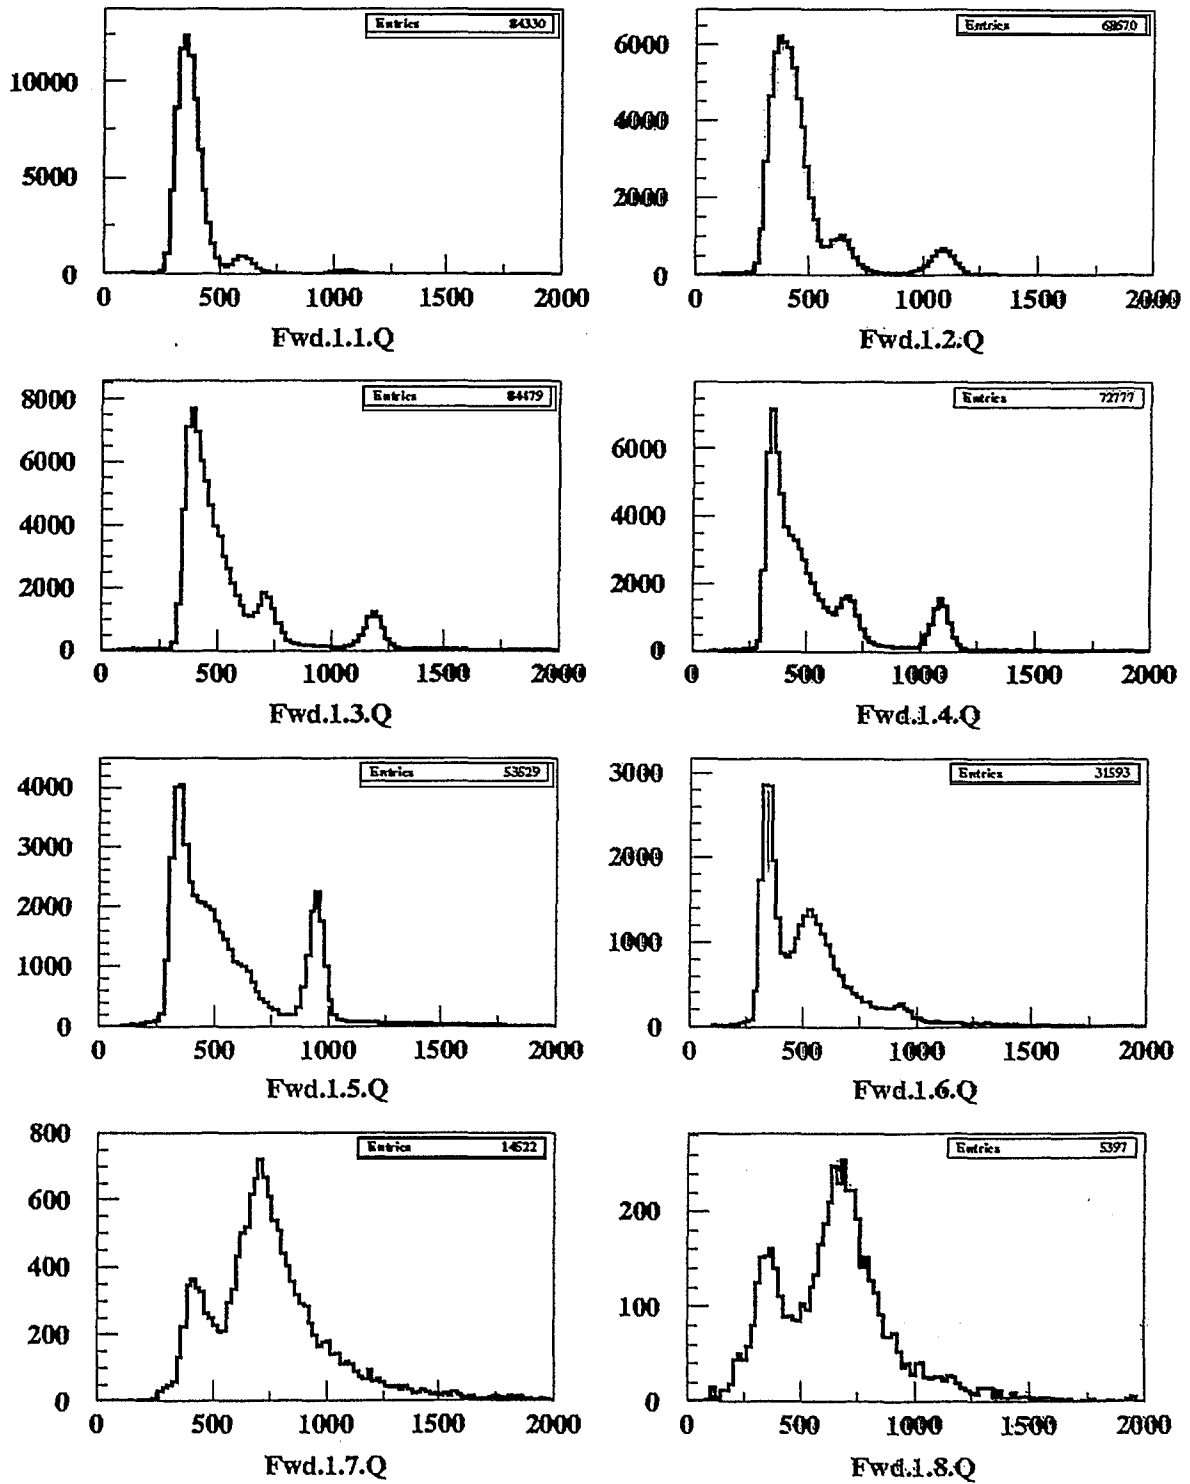 Entries 84330
10000
5000
0
0 500 1000 1500 2000
Fwd.1.1.Q
Entries 68670
6000
4000
2000
0
0 500 1000 1500 2000
Fwd.1.2.Q
Entries 84479
8000
6000
4000
2000
0
0 500 1000 1500 2000
Fwd.1.3.Q
Entries 72777
6000
4000
2000
0
0 500 1000 1500 2000
Fwd.1.4.Q
Entries 53529
4000
3000
2000
1000
0
0 500 1000 1500 2000
Fwd.1.5.Q
Entries 31593
3000
2000
1000
0
0 500 1000 1500 2000
Fwd.1.6.Q
Entries 14522
800
600
400
200
0
0 500 1000 1500 2000
Fwd.1.7.Q
Entries 5397
200
100
0
0 500 1000 1500 2000
Fwd.1.8.Q